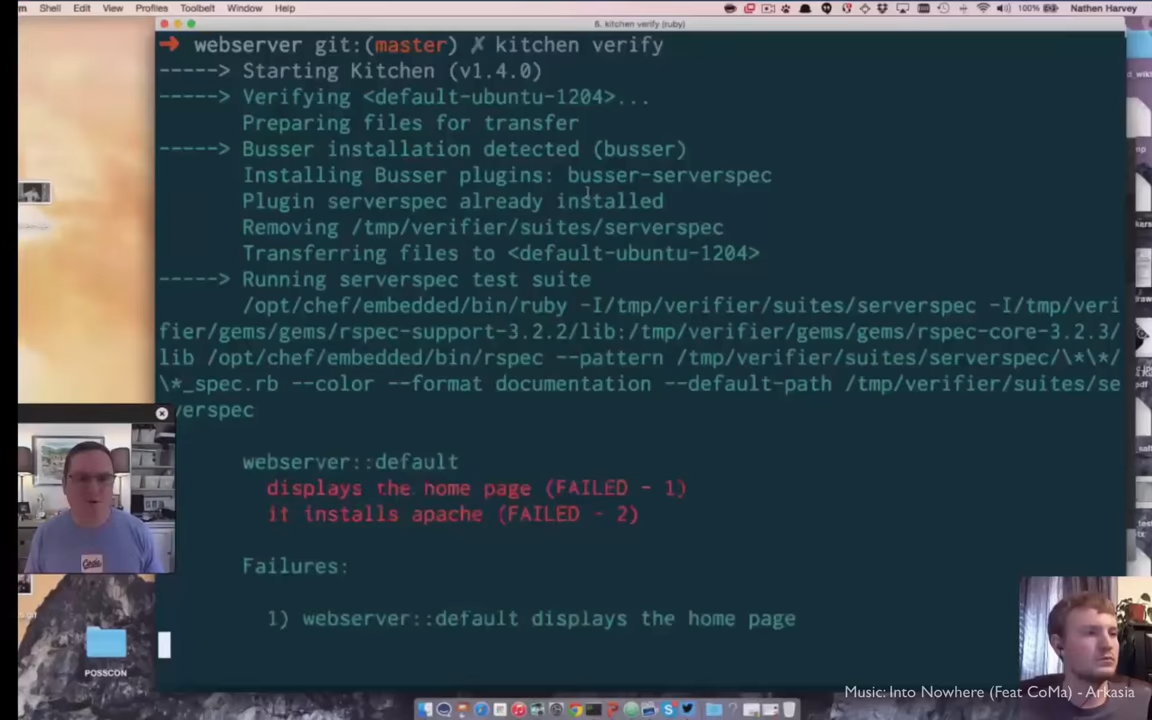 Shell Edit View Profiles Toolbelt Window Help
100% Nathen Harvey
6. kitchen verify (ruby)
webserver git:(master) ✗ kitchen verify
-----> Starting Kitchen (v1.4.0)
-----> Verifying <default-ubuntu-1204>...
Preparing files for transfer
-----> Busser installation detected (busser)
Installing Busser plugins: busser-serverspec
Plugin serverspec already installed
Removing /tmp/verifier/suites/serverspec
Transferring files to <default-ubuntu-1204>
-----> Running serverspec test suite
/opt/chef/embedded/bin/ruby -I/tmp/verifier/suites/serverspec -I/tmp/veri
fier/gems/gems/rspec-support-3.2.2/lib:/tmp/verifier/gems/gems/rspec-core-3.2.3/
lib /opt/chef/embedded/bin/rspec --pattern /tmp/verifier/suites/serverspec/\*\*/
\*_spec.rb --color --format documentation --default-path /tmp/verifier/suites/se
rverspec
webserver::default
displays the home page (FAILED - 1)
it installs apache (FAILED - 2)
Failures:
1) webserver::default displays the home page
POSSCON
Music: Into Nowhere (Feat CoMa) - Arkasia